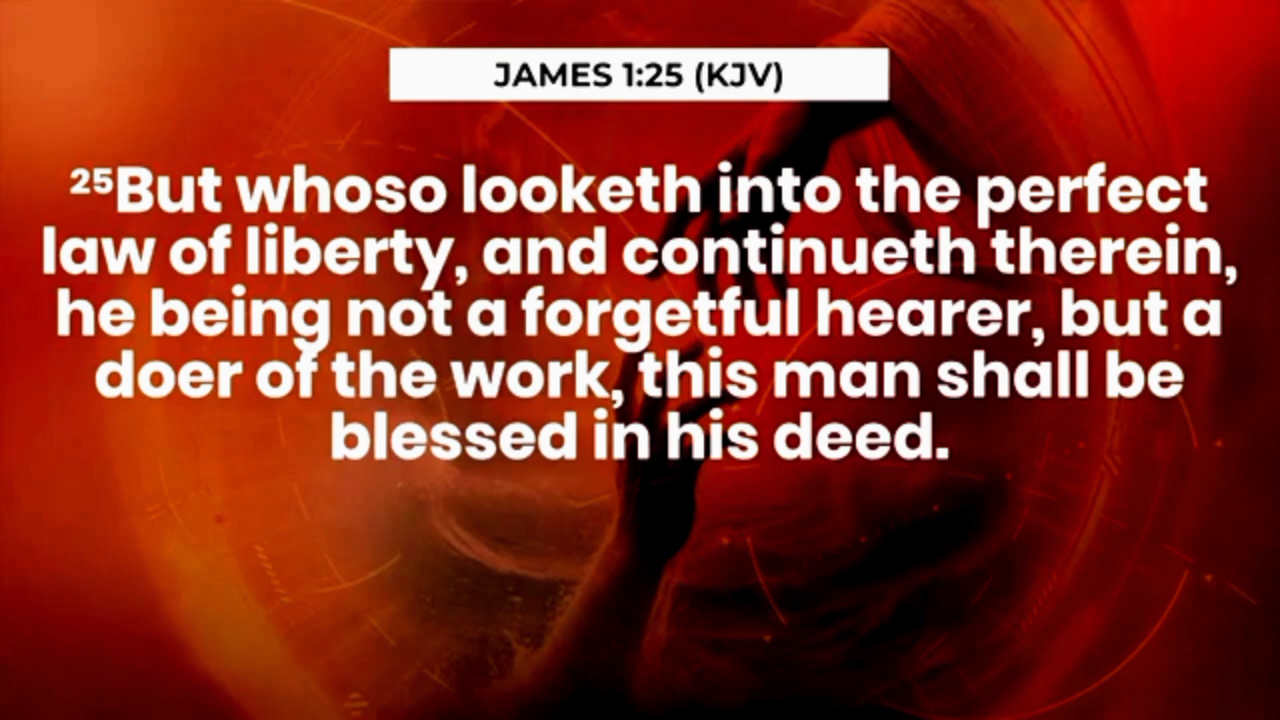 JAMES 1:25 (KJV)
²⁵But whoso looketh into the perfect
law of liberty, and continueth therein,
he being not a forgetful hearer, but a
doer of the work, this man shall be
blessed in his deed.